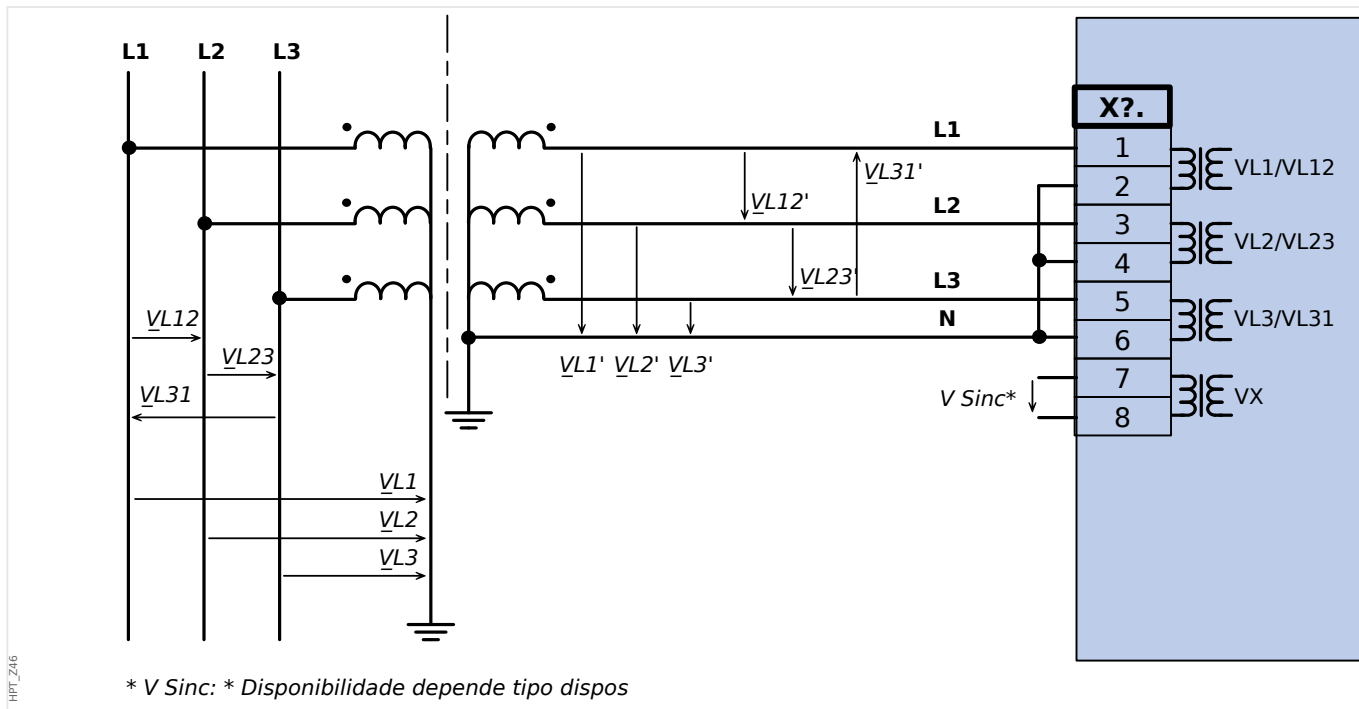 L1 L2 L3
X?.
L1
1
VL1/VL12
VL31'
2
VL12'
L2
3
VL2/VL23
4
VL23'
L3
5
VL12
N
VL3/VL31
6
VL23
VL1' VL2' VL3'
7
VL31
V Sinc*
VX
8
VL1
VL2
VL3
HPT_Z46
* V Sinc: * Disponibilidade depende tipo dispos